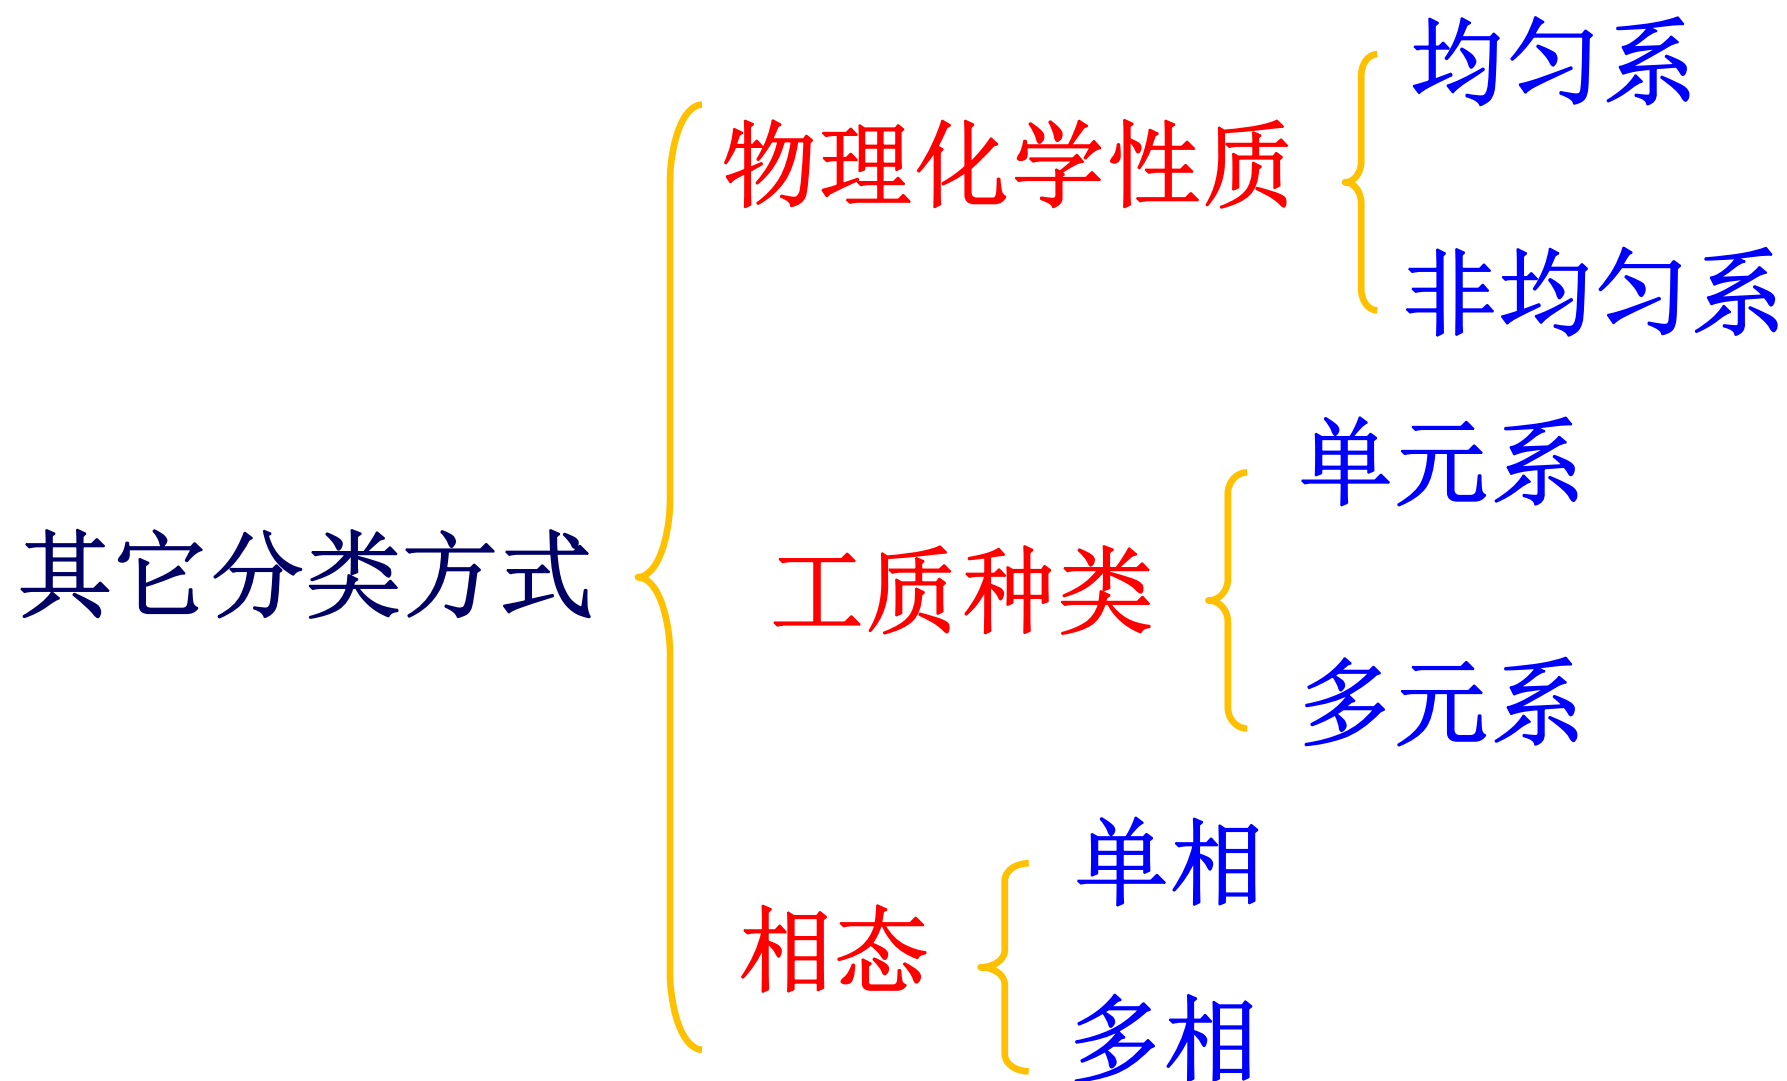 均匀系
物理化学性质
非均匀系
单元系
其它分类方式
工质种类
多元系
单相
相态
多相